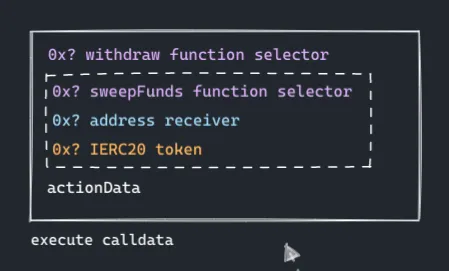 0x? withdraw function selector
0x? sweepFunds function selector
0x? address receiver
0x? IERC20 token
actionData
execute calldata